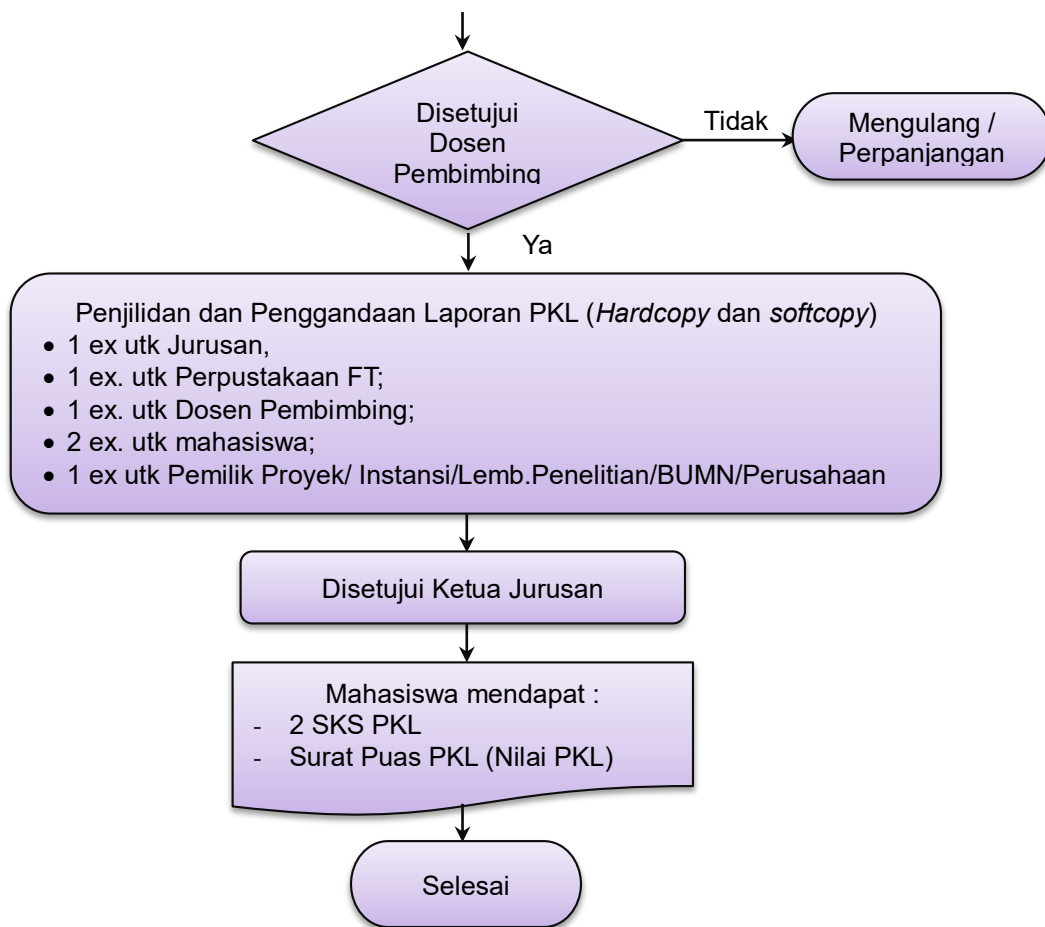 Disetujui
Dosen
Pembimbing
Tidak
Mengulang /
Perpanjangan
Ya
Penjilidan dan Penggandaan Laporan PKL (Hardcopy dan softcopy)
• 1 ex utk Jurusan,
• 1 ex. utk Perpustakaan FT;
• 1 ex. utk Dosen Pembimbing;
• 2 ex. utk mahasiswa;
• 1 ex utk Pemilik Proyek/ Instansi/Lemb.Penelitian/BUMN/Perusahaan
Disetujui Ketua Jurusan
Mahasiswa mendapat :
- 2 SKS PKL
- Surat Puas PKL (Nilai PKL)
Selesai